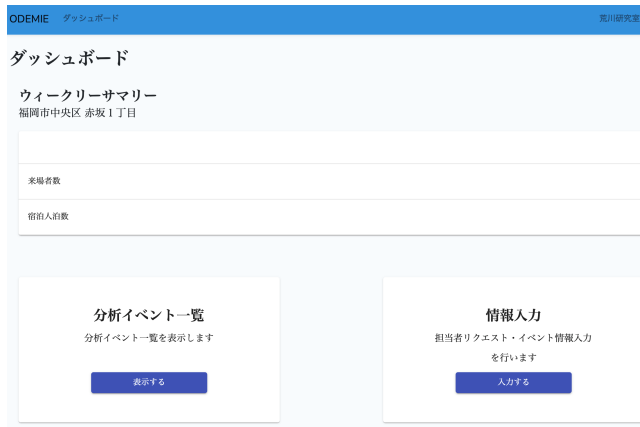 ODEMIE ダッシュボード 荒川研究室
ダッシュボード
ウィークリーサマリー
福岡市中央区 赤坂１丁目
来場者数
宿泊人泊数
分析イベント一覧
分析イベント一覧を表示します
表示する
情報入力
担当者リクエスト・イベント情報入力
を行います
入力する